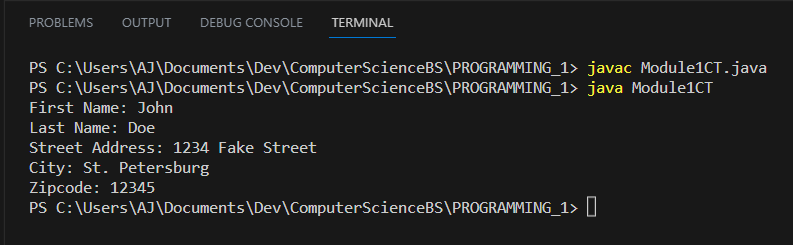 PROBLEMS OUTPUT DEBUG CONSOLE TERMINAL
PS C:\Users\AJ\Documents\Dev\ComputerScienceBS\PROGRAMMING_1> javac Module1CT.java
PS C:\Users\AJ\Documents\Dev\ComputerScienceBS\PROGRAMMING_1> java Module1CT
First Name: John
Last Name: Doe
Street Address: 1234 Fake Street
City: St. Petersburg
Zipcode: 12345
PS C:\Users\AJ\Documents\Dev\ComputerScienceBS\PROGRAMMING_1>